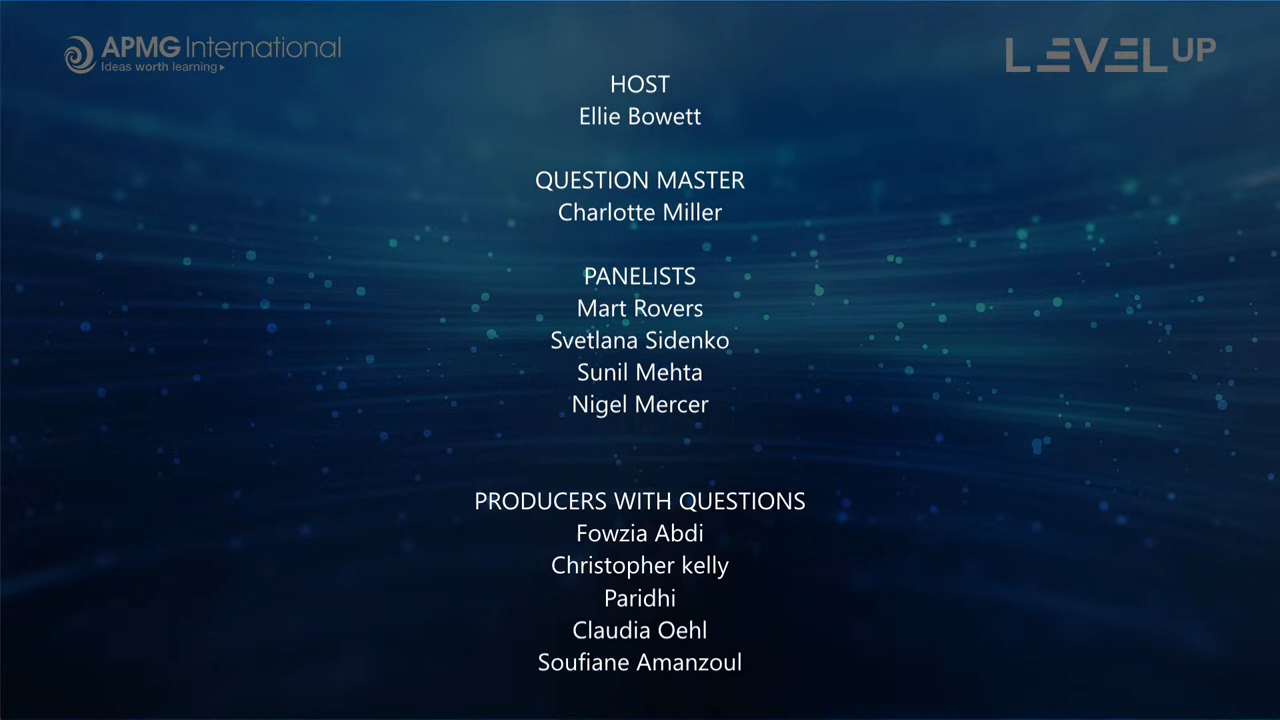 APMG International
Ideas worth learning
LEVEL UP
HOST
Ellie Bowett
QUESTION MASTER
Charlotte Miller
PANELISTS
Mart Rovers
Svetlana Sidenko
Sunil Mehta
Nigel Mercer
PRODUCERS WITH QUESTIONS
Fowzia Abdi
Christopher kelly
Paridhi
Claudia Oehl
Soufiane Amanzoul